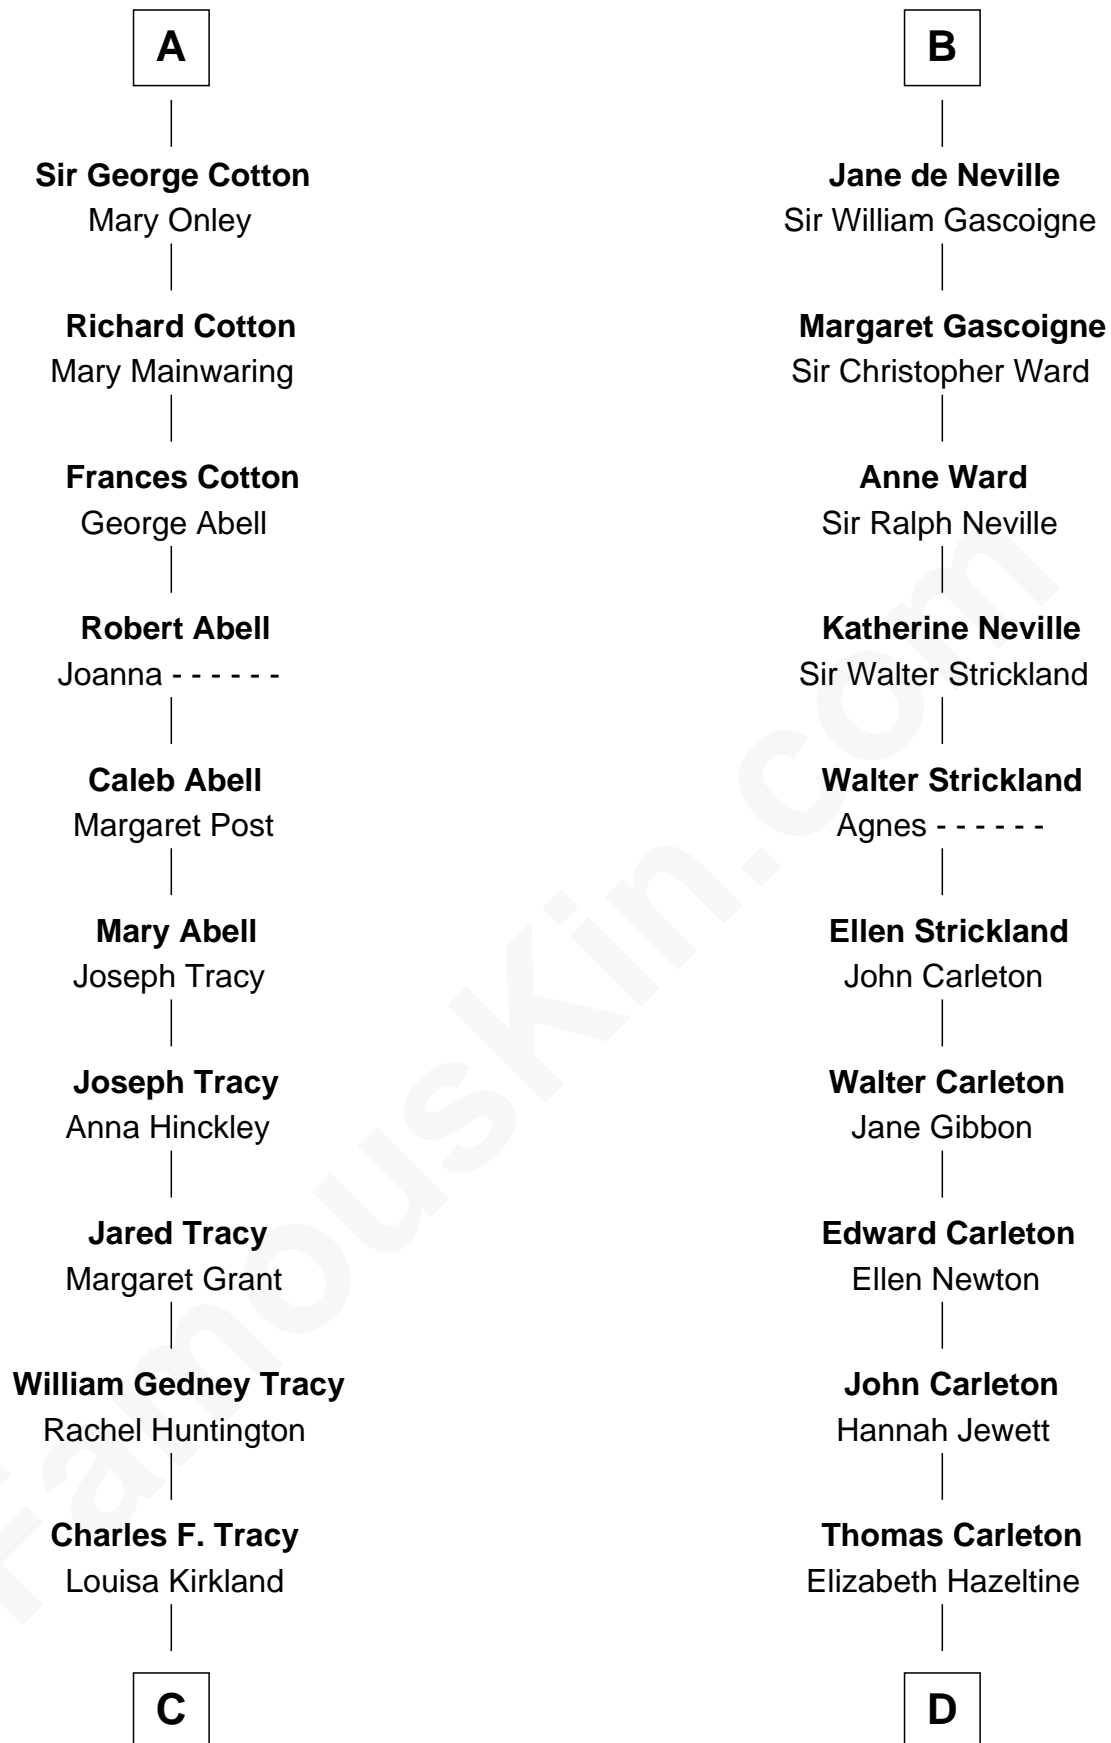 A
Sir George Cotton
Mary Onley
Richard Cotton
Mary Mainwaring
Frances Cotton
George Abell
Robert Abell
Joanna - - - - - -
Caleb Abell
Margaret Post
Mary Abell
Joseph Tracy
Joseph Tracy
Anna Hinckley
Jared Tracy
Margaret Grant
William Gedney Tracy
Rachel Huntington
Charles F. Tracy
Louisa Kirkland
C
B
Jane de Neville
Sir William Gascoigne
Margaret Gascoigne
Sir Christopher Ward
Anne Ward
Sir Ralph Neville
Katherine Neville
Sir Walter Strickland
Walter Strickland
Agnes - - - - - -
Ellen Strickland
John Carleton
Walter Carleton
Jane Gibbon
Edward Carleton
Ellen Newton
John Carleton
Hannah Jewett
Thomas Carleton
Elizabeth Hazeltine
D
FamousKin.com